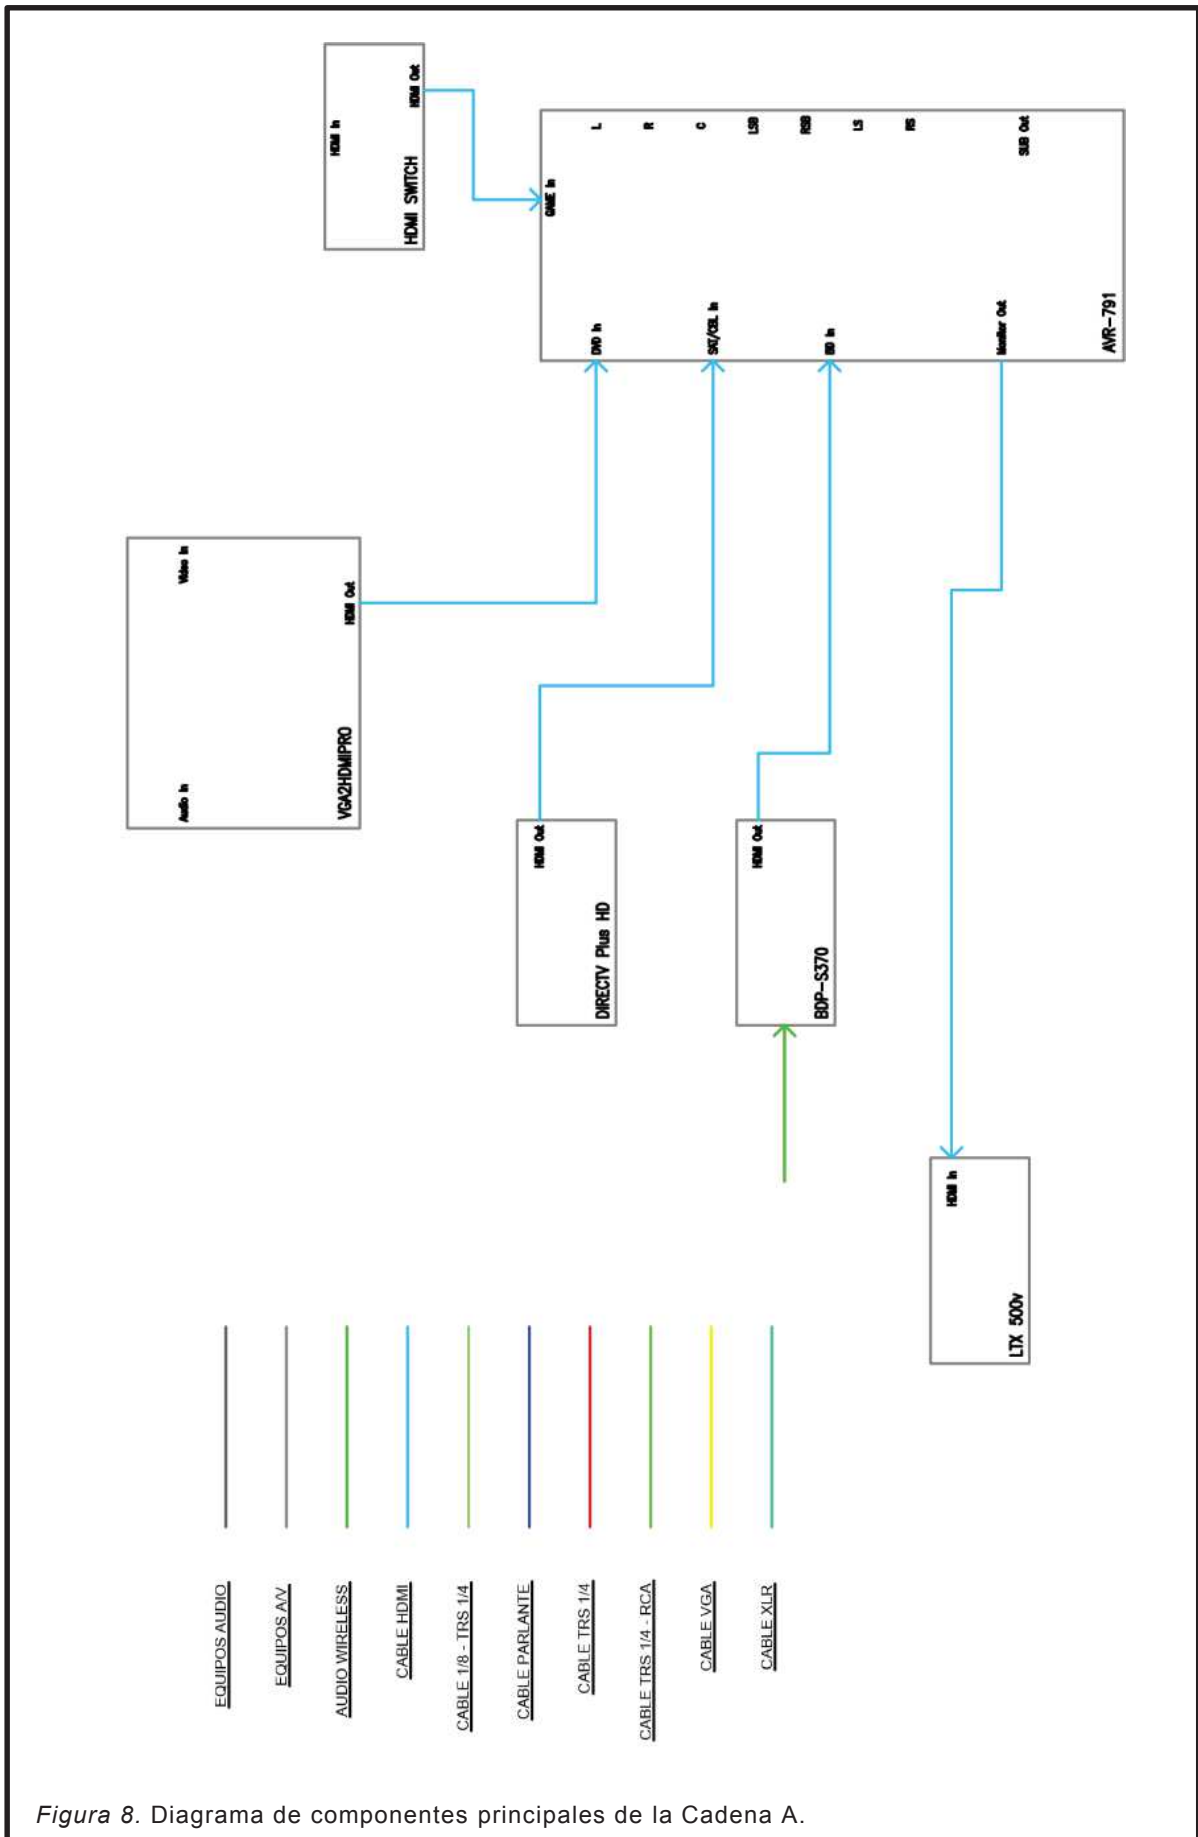 HDMI In
HDMI Out
HDMI SWITCH
GAME In
L
R
C
LSB
RSB
LS
RS
SUB Out
DVD In
SAT/CBL In
BD In
Monitor Out
AVR-791
Video In
Audio In
HDMI Out
VGA2HDMIPRO
HDMI Out
DIRECTV Plus HD
HDMI Out
BDP-S370
HDMI In
LTX 500v
EQUIPOS AUDIO
EQUIPOS A/V
AUDIO WIRELESS
CABLE HDMI
CABLE 1/8 - TRS 1/4
CABLE PARLANTE
CABLE TRS 1/4
CABLE TRS 1/4 - RCA
CABLE VGA
CABLE XLR
Figura 8. Diagrama de componentes principales de la Cadena A.